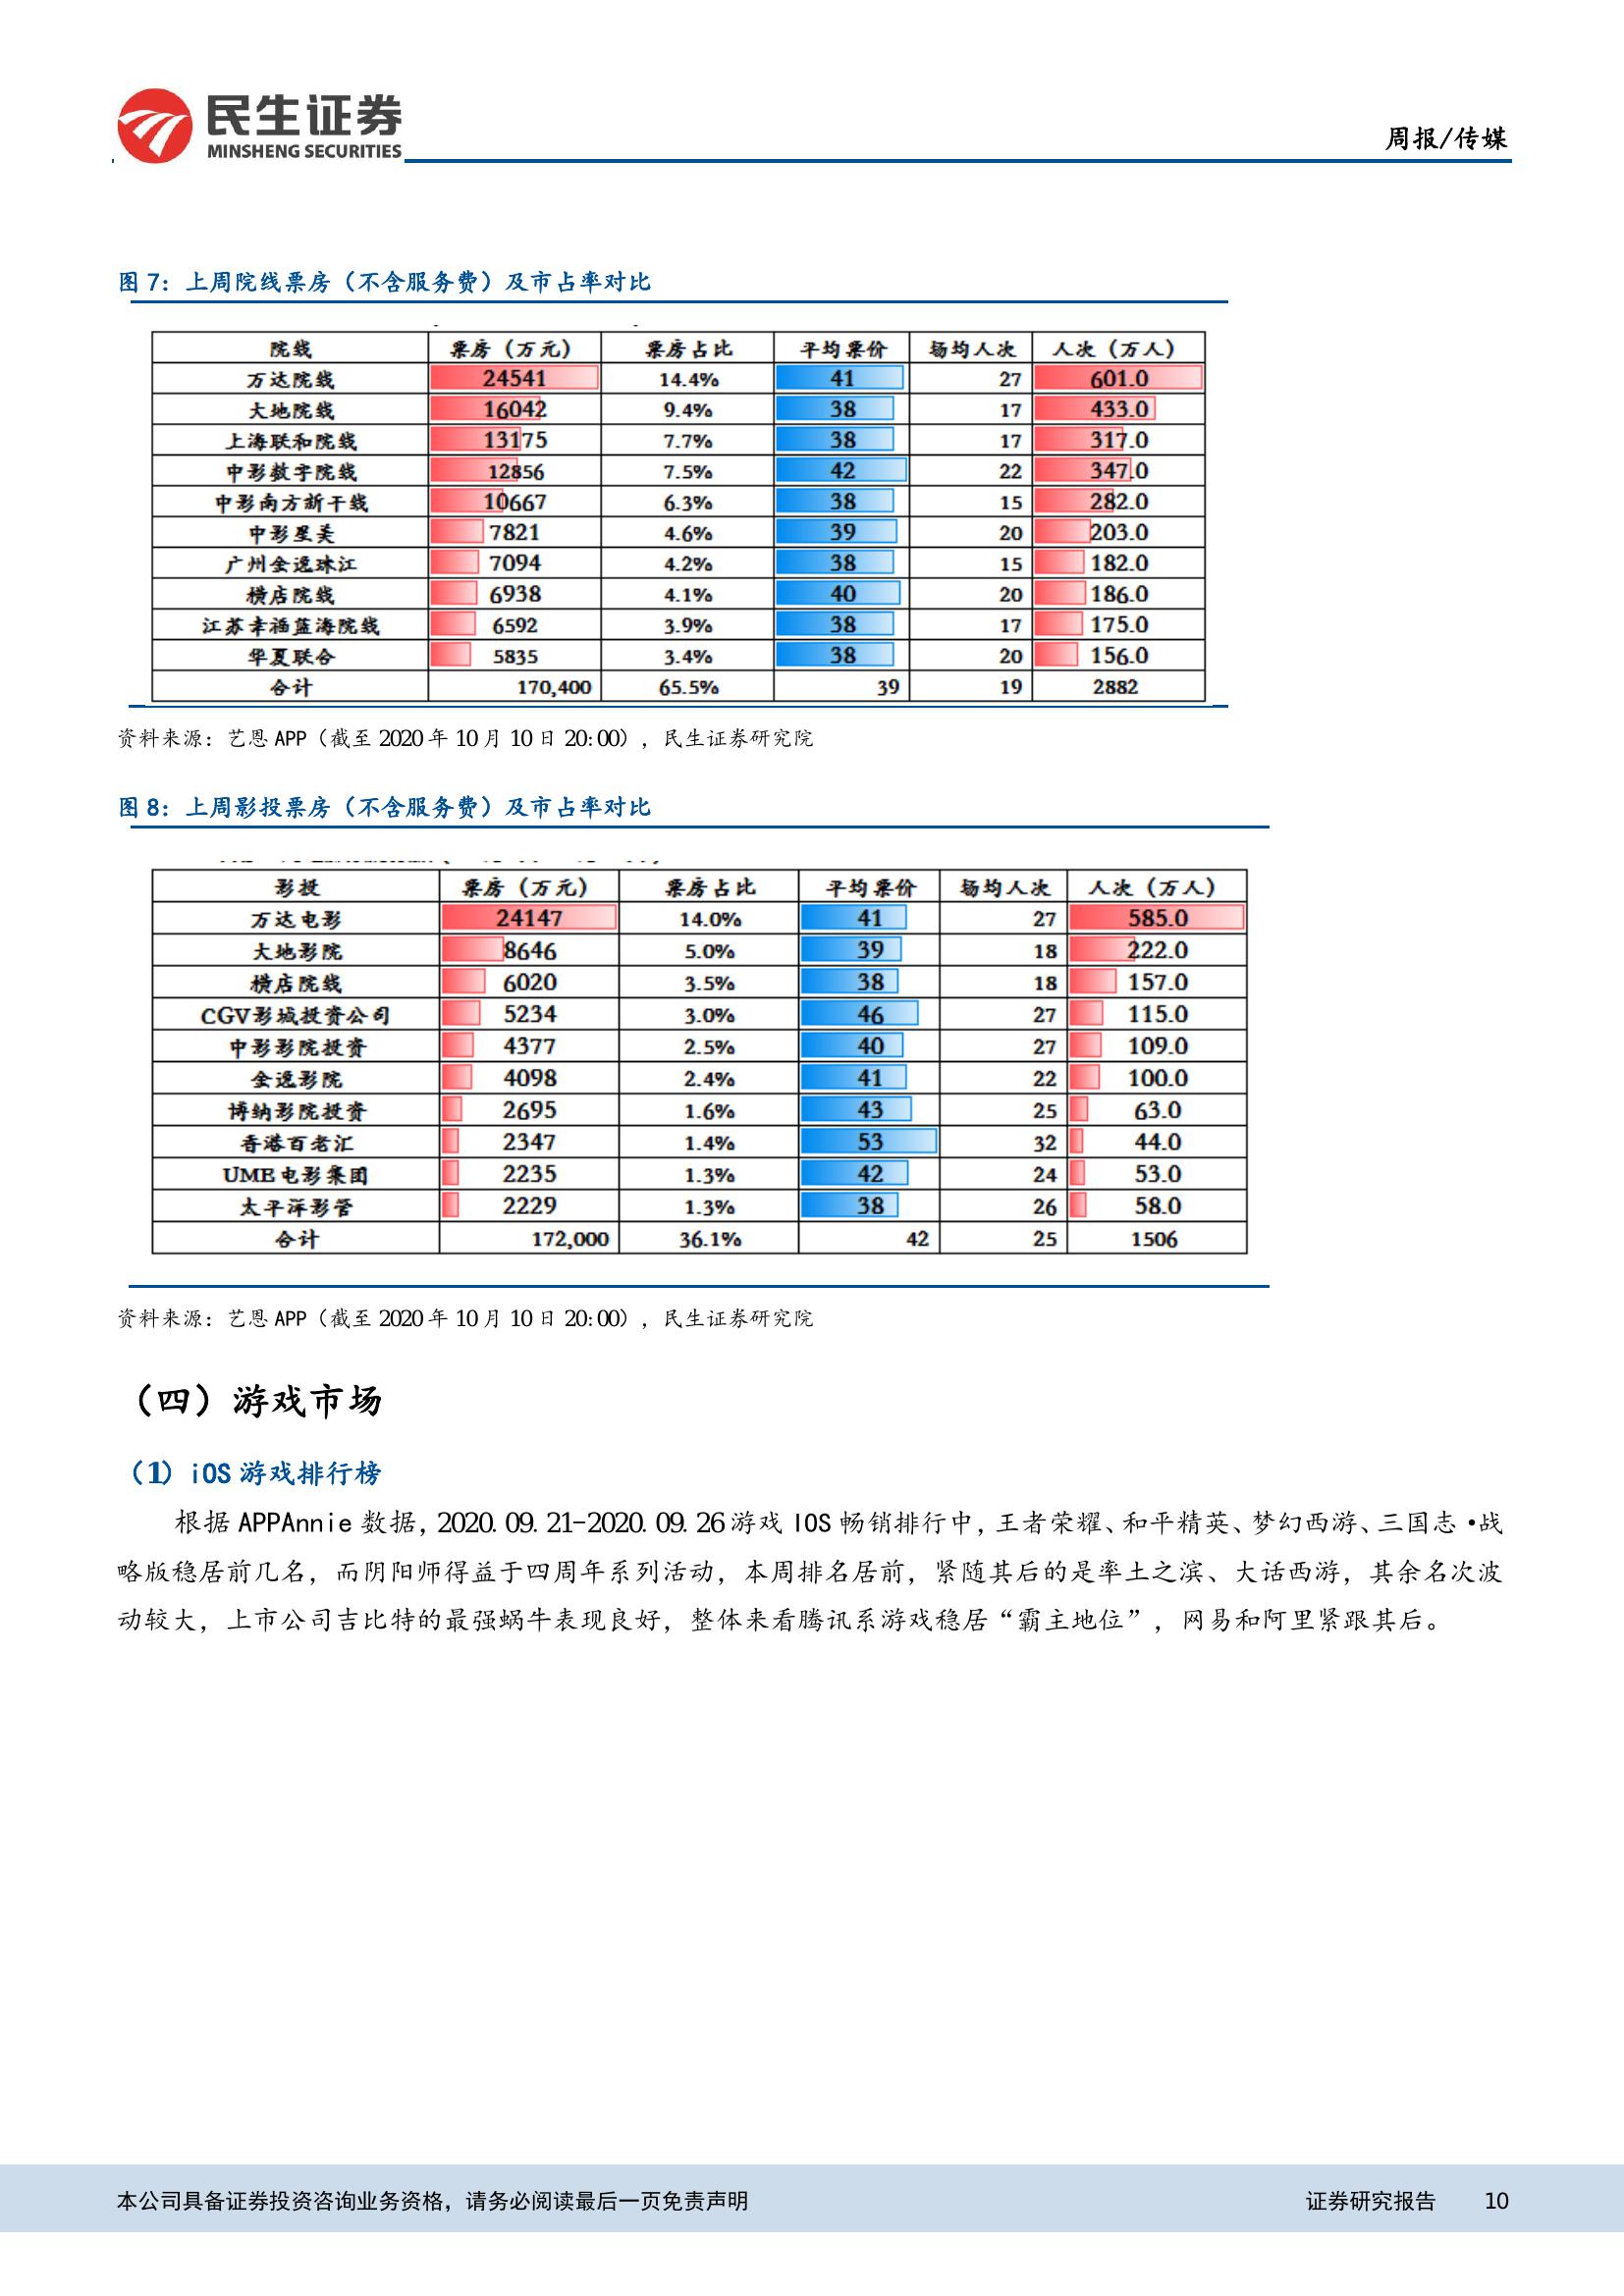 民生证券
MINSHENG SECURITIES
周报/传媒
图 7：上周院线票房（不含服务费）及市占率对比
院线 票房（万元） 票房占比 平均票价 场均人次 人次（万人）
万达院线 24541 14.4% 41 27 601.0
大地院线 16042 9.4% 38 17 433.0
上海联和院线 13175 7.7% 38 17 317.0
中影数字院线 12856 7.5% 42 22 347.0
中影南方新干线 10667 6.3% 38 15 282.0
中影星美 7821 4.6% 39 20 203.0
广州金逸珠江 7094 4.2% 38 15 182.0
横店院线 6938 4.1% 40 20 186.0
江苏幸福蓝海院线 6592 3.9% 38 17 175.0
华夏联合 5835 3.4% 38 20 156.0
合计 170,400 65.5% 39 19 2882
资料来源：艺恩 APP（截至 2020 年 10 月 10 日 20:00），民生证券研究院
图 8：上周影投票房（不含服务费）及市占率对比
影投 票房（万元） 票房占比 平均票价 场均人次 人次（万人）
万达电影 24147 14.0% 41 27 585.0
大地影院 8646 5.0% 39 18 222.0
横店院线 6020 3.5% 38 18 157.0
CGV影城投资公司 5234 3.0% 46 27 115.0
中影影院投资 4377 2.5% 40 27 109.0
金逸影院 4098 2.4% 41 22 100.0
博纳影院投资 2695 1.6% 43 25 63.0
香港百老汇 2347 1.4% 53 32 44.0
UME电影集团 2235 1.3% 42 24 53.0
太平洋影管 2229 1.3% 38 26 58.0
合计 172,000 36.1% 42 25 1506
资料来源：艺恩 APP（截至 2020 年 10 月 10 日 20:00），民生证券研究院
（四）游戏市场
（1）iOS 游戏排行榜
根据 APPAnnie 数据，2020.09.21-2020.09.26 游戏 IOS 畅销排行中，王者荣耀、和平精英、梦幻西游、三国志·战
略版稳居前几名，而阴阳师得益于四周年系列活动，本周排名居前，紧随其后的是率土之滨、大话西游，其余名次波
动较大，上市公司吉比特的最强蜗牛表现良好，整体来看腾讯系游戏稳居“霸主地位”，网易和阿里紧跟其后。
本公司具备证券投资咨询业务资格，请务必阅读最后一页免责声明 证券研究报告 10